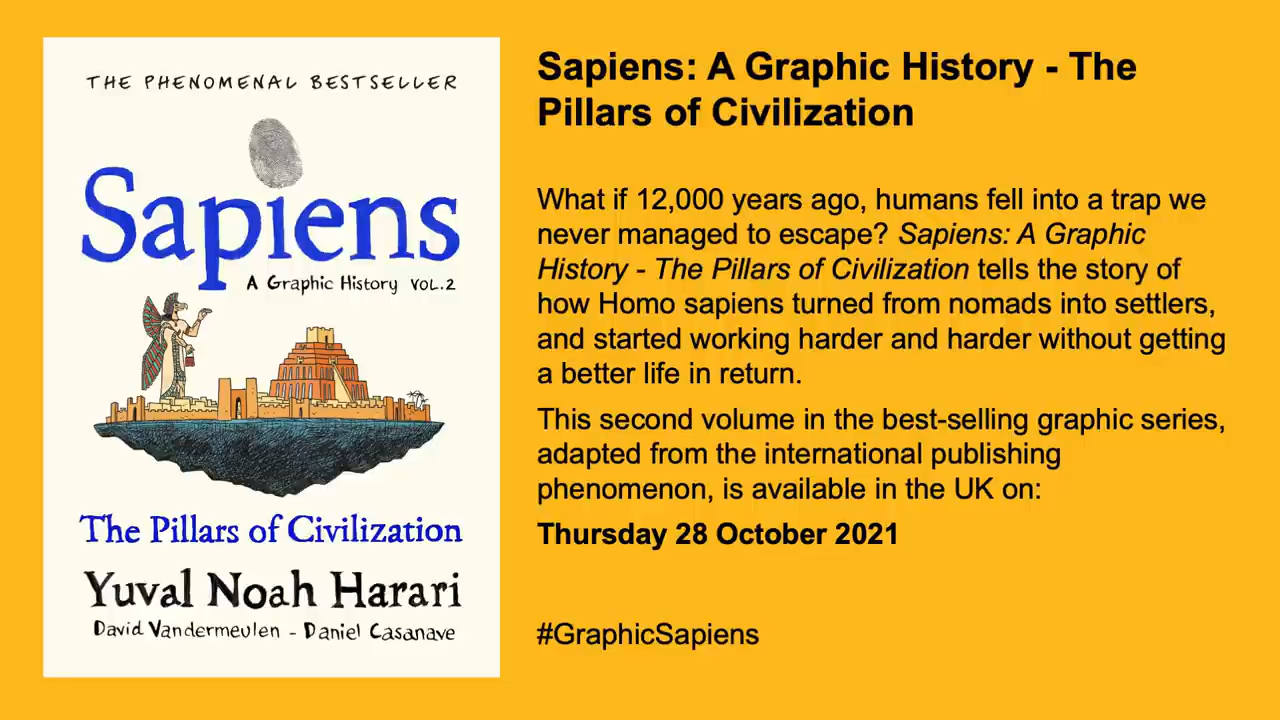 THE PHENOMENAL BESTSELLER
Sapiens
A Graphic History VOL.2
The Pillars of Civilization
Yuval Noah Harari
David Vandermeulen - Daniel Casanave
Sapiens: A Graphic History - The
Pillars of Civilization
What if 12,000 years ago, humans fell into a trap we
never managed to escape? Sapiens: A Graphic
History - The Pillars of Civilization tells the story of
how Homo sapiens turned from nomads into settlers,
and started working harder and harder without getting
a better life in return.
This second volume in the best-selling graphic series,
adapted from the international publishing
phenomenon, is available in the UK on:
Thursday 28 October 2021
#GraphicSapiens